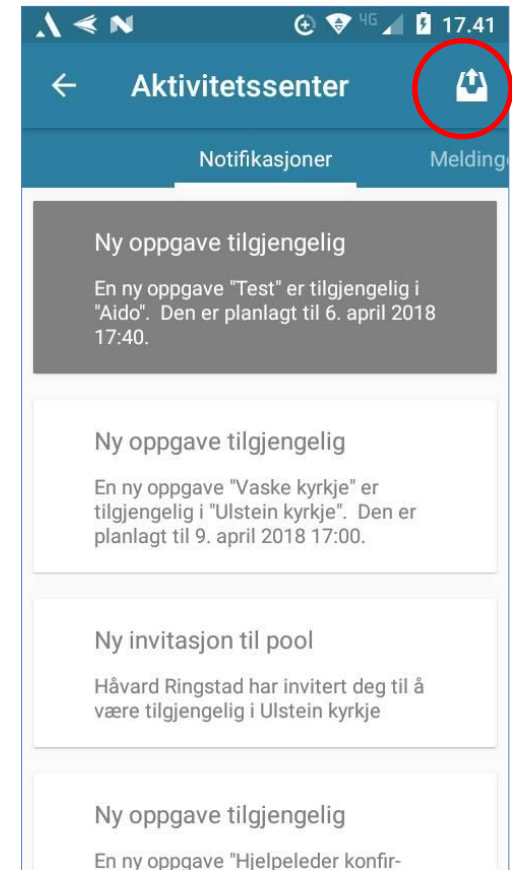 4G 17.41
Aktivitetssenter
Notifikasjoner Melding
Ny oppgave tilgjengelig
En ny oppgave "Test" er tilgjengelig i
"Aido". Den er planlagt til 6. april 2018
17:40.
Ny oppgave tilgjengelig
En ny oppgave "Vaske kyrkje" er
tilgjengelig i "Ulstein kyrkje". Den er
planlagt til 9. april 2018 17:00.
Ny invitasjon til pool
Håvard Ringstad har invitert deg til å
være tilgjengelig i Ulstein kyrkje
Ny oppgave tilgjengelig
En ny oppgave "Hjelpeleder konfir-